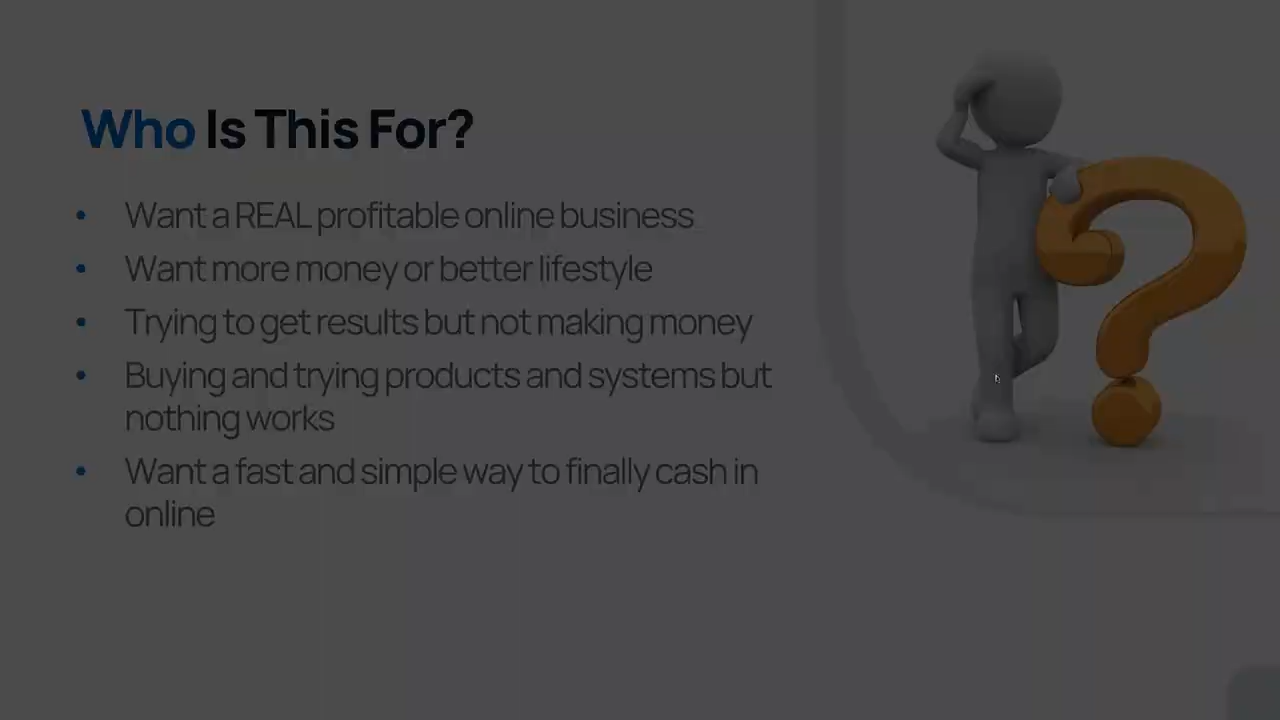 Who Is This For?
• Want a REAL profitable online business
• Want more money or better lifestyle
• Trying to get results but not making money
• Buying and trying products and systems but
nothing works
• Want a fast and simple way to finally cash in
online